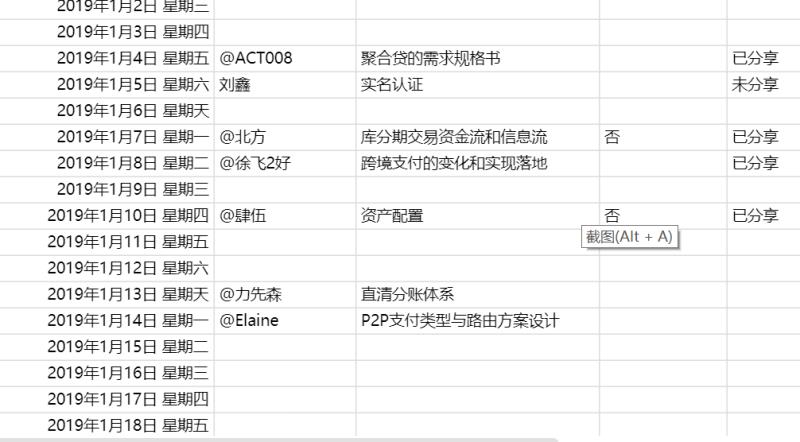 2019年1月2日 星期三
2019年1月3日 星期四
2019年1月4日 星期五 @ACT008 聚合贷的需求规格书 已分享
2019年1月5日 星期六 刘鑫 实名认证 未分享
2019年1月6日 星期天
2019年1月7日 星期一 @北方 库分期交易资金流和信息流 否 已分享
2019年1月8日 星期二 @徐飞2好 跨境支付的变化和实现落地 已分享
2019年1月9日 星期三
2019年1月10日 星期四 @肆伍 资产配置 否 已分享
截图(Alt + A)
2019年1月11日 星期五
2019年1月12日 星期六
2019年1月13日 星期天 @力先森 直清分账体系
2019年1月14日 星期一 @Elaine P2P支付类型与路由方案设计
2019年1月15日 星期二
2019年1月16日 星期三
2019年1月17日 星期四
2019年1月18日 星期五